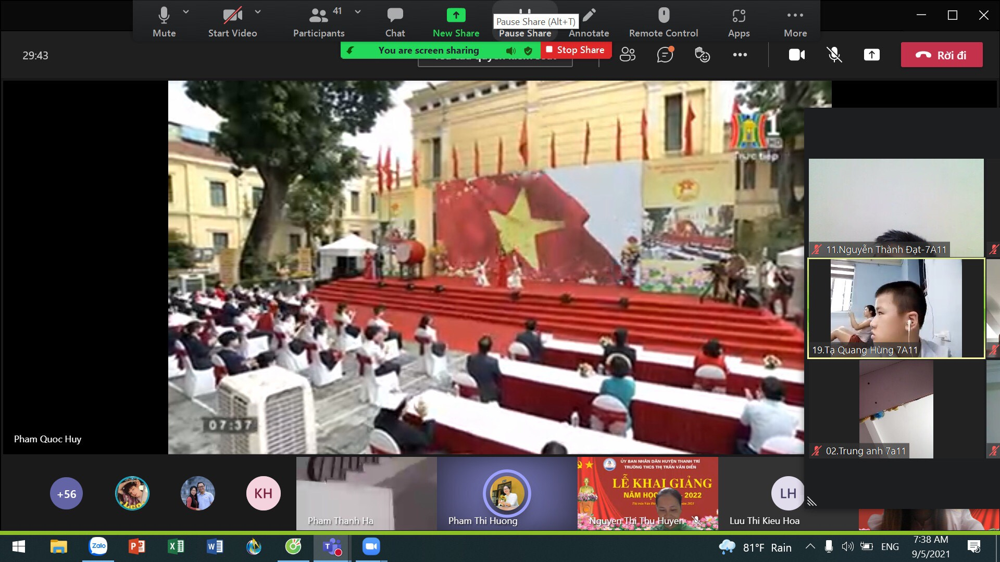 Mute
Start Video
Participants
41
Chat
New Share
Pause Share (Alt+T)
Pause Share
Annotate
Remote Control
Apps
More
29:43
You are screen sharing
Stop Share
Rời đi
1
HD
Trực tiếp
07:37
Pham Quoc Huy
11.Nguyễn Thành Đạt-7A11
19.Tạ Quang Hùng 7A11
02.Trung anh 7a11
+56
LEO
KH
Pham Thanh Ha
Pham Thi Huong
ỦY BAN NHÂN DÂN HUYỆN THANH TRÌ
TRƯỜNG THCS THỊ TRẤN VĂN ĐIỂN
LỄ KHAI GIẢNG
NĂM HỌC
2022
Nguyen Thi Thu Huyen
LH
Luu Thi Kieu Hoa
Zalo
81°F Rain
ENG
7:38 AM
9/5/2021